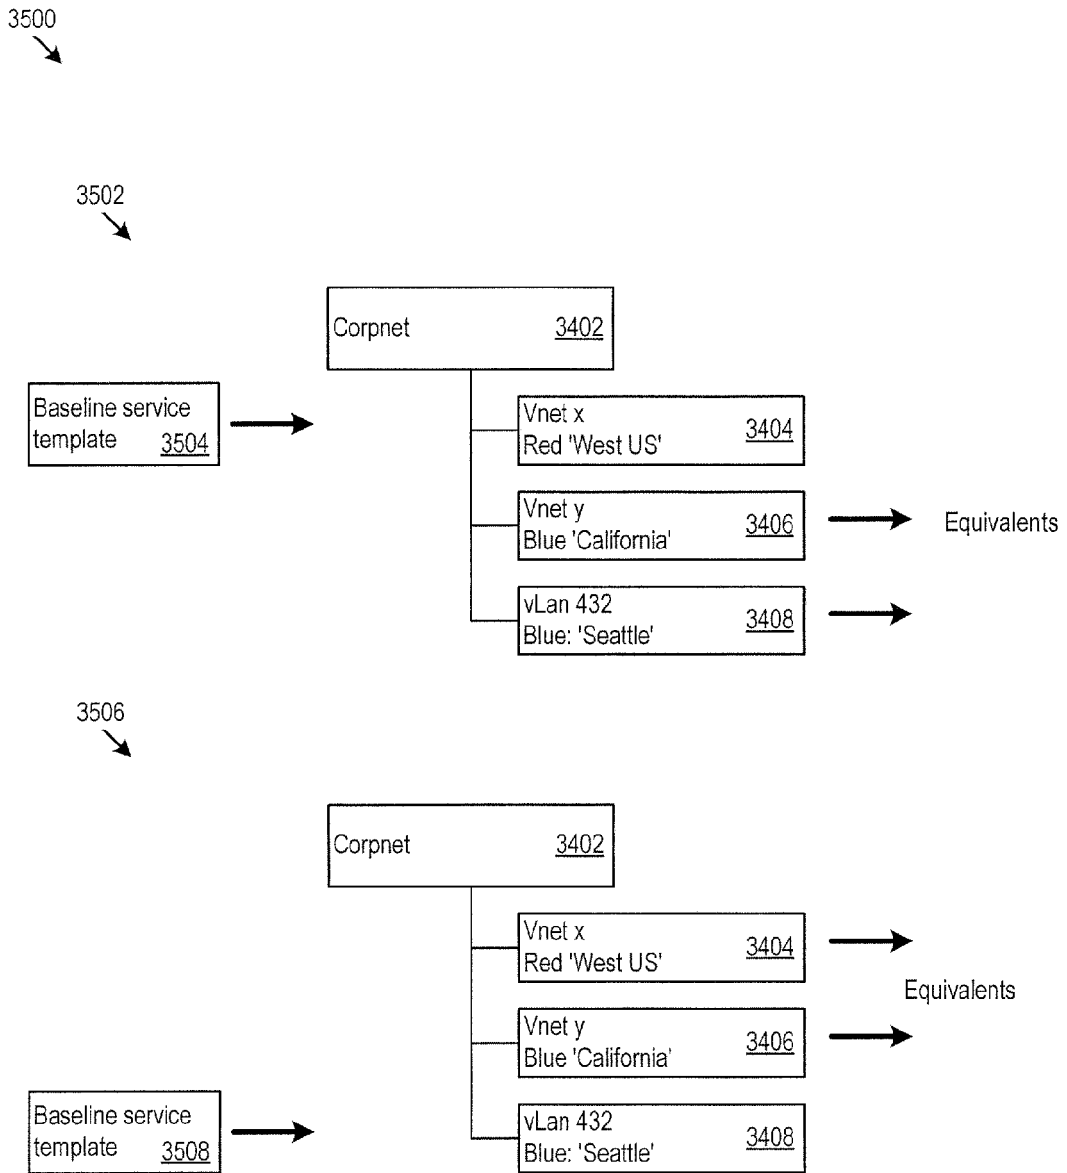 3500
3502
Corpnet 3402
Baseline service
template 3504
Vnet x
Red 'West US' 3404
Vnet y
Blue 'California' 3406
Equivalents
vLan 432
Blue: 'Seattle' 3408
3506
Corpnet 3402
Vnet x
Red 'West US' 3404
Equivalents
Vnet y
Blue 'California' 3406
Baseline service
template 3508
vLan 432
Blue: 'Seattle' 3408